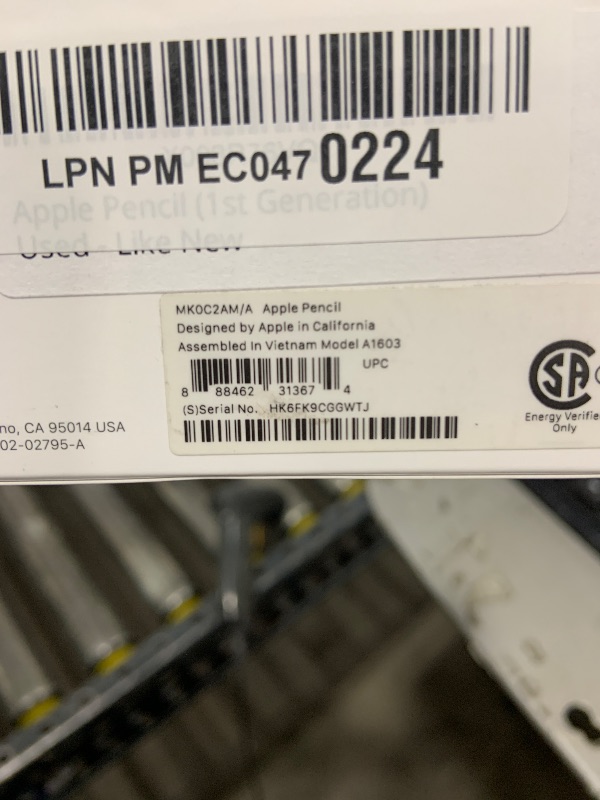 LPN PM EC047 0224
Apple Pencil (1st Generation)
Used - Like New
MK0C2AM/A Apple Pencil
Designed by Apple in California
Assembled In Vietnam Model A1603
UPC
8 88462 31367 4
(S)Serial No. HK6FK9CGGWTJ
no, CA 95014 USA
02-02795-A
SA
Energy Verifie
Only